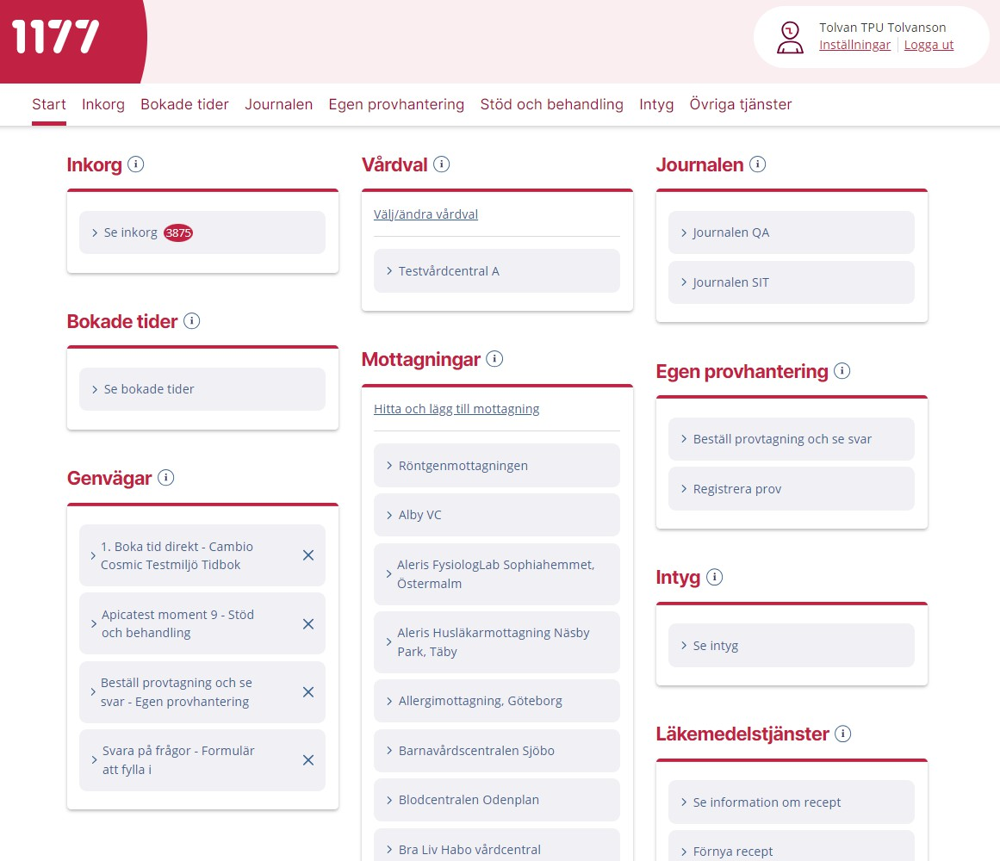 1177
Tolvan TPU Tolvanson
Inställningar Logga ut
Start Inkorg Bokade tider Journalen Egen provhantering Stöd och behandling Intyg Övriga tjänster
Inkorg
Se inkorg 3875
Bokade tider
Se bokade tider
Genvägar
1. Boka tid direkt - Cambio
Cosmic Testmiljö Tidbok
Apicatest moment 9 - Stöd
och behandling
Beställ provtagning och se
svar - Egen provhantering
Svara på frågor - Formulär
att fylla i
Vårdval
Välj/ändra vårdval
Testvårdcentral A
Mottagningar
Hitta och lägg till mottagning
Röntgenmottagningen
Alby VC
Aleris FysiologLab Sophiahemmet,
Östermalm
Aleris Husläkarmottagning Näsby
Park, Täby
Allergimottagning, Göteborg
Barnavårdscentralen Sjöbo
Blodcentralen Odenplan
Bra Liv Habo vårdcentral
Journalen
Journalen QA
Journalen SIT
Egen provhantering
Beställ provtagning och se svar
Registrera prov
Intyg
Se intyg
Läkemedelstjänster
Se information om recept
Förnya recept